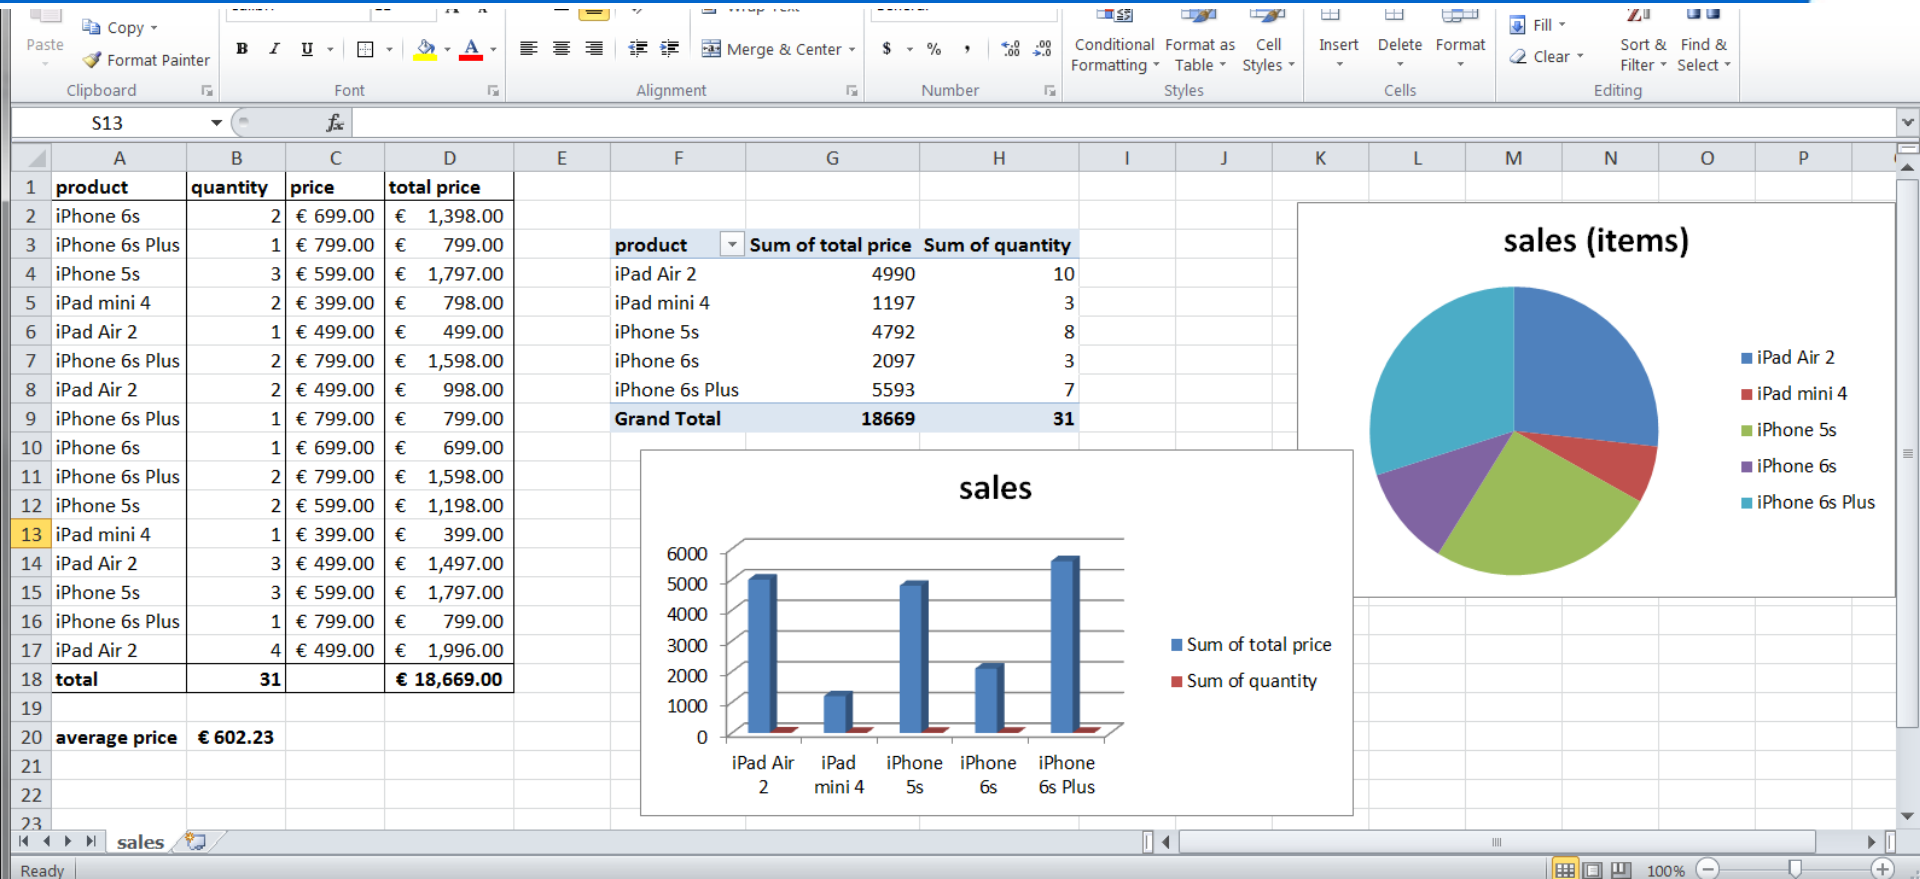 Copy
Paste
Format Painter
B I U
Merge & Center
$ % ,
Conditional Formatting
Format as Table
Cell Styles
Insert
Delete
Format
Fill
Clear
Sort & Filter
Find & Select
Clipboard Font Alignment Number Styles Cells Editing
S13 fx
A B C D E F G H I J K L M N O P
1 product quantity price total price
2 iPhone 6s 2 € 699.00 € 1,398.00
3 iPhone 6s Plus 1 € 799.00 € 799.00
4 iPhone 5s 3 € 599.00 € 1,797.00
5 iPad mini 4 2 € 399.00 € 798.00
6 iPad Air 2 1 € 499.00 € 499.00
7 iPhone 6s Plus 2 € 799.00 € 1,598.00
8 iPad Air 2 2 € 499.00 € 998.00
9 iPhone 6s Plus 1 € 799.00 € 799.00
10 iPhone 6s 1 € 699.00 € 699.00
11 iPhone 6s Plus 2 € 799.00 € 1,598.00
12 iPhone 5s 2 € 599.00 € 1,198.00
13 iPad mini 4 1 € 399.00 € 399.00
14 iPad Air 2 3 € 499.00 € 1,497.00
15 iPhone 5s 3 € 599.00 € 1,797.00
16 iPhone 6s Plus 1 € 799.00 € 799.00
17 iPad Air 2 4 € 499.00 € 1,996.00
18 total 31 € 18,669.00
19
20 average price € 602.23
21
22
23
product Sum of total price Sum of quantity
iPad Air 2 4990 10
iPad mini 4 1197 3
iPhone 5s 4792 8
iPhone 6s 2097 3
iPhone 6s Plus 5593 7
Grand Total 18669 31
sales (items)
iPad Air 2
iPad mini 4
iPhone 5s
iPhone 6s
iPhone 6s Plus
sales
6000
5000
4000
3000
2000
1000
0
iPad Air 2
iPad mini 4
iPhone 5s
iPhone 6s
iPhone 6s Plus
Sum of total price
Sum of quantity
sales
Ready 100%